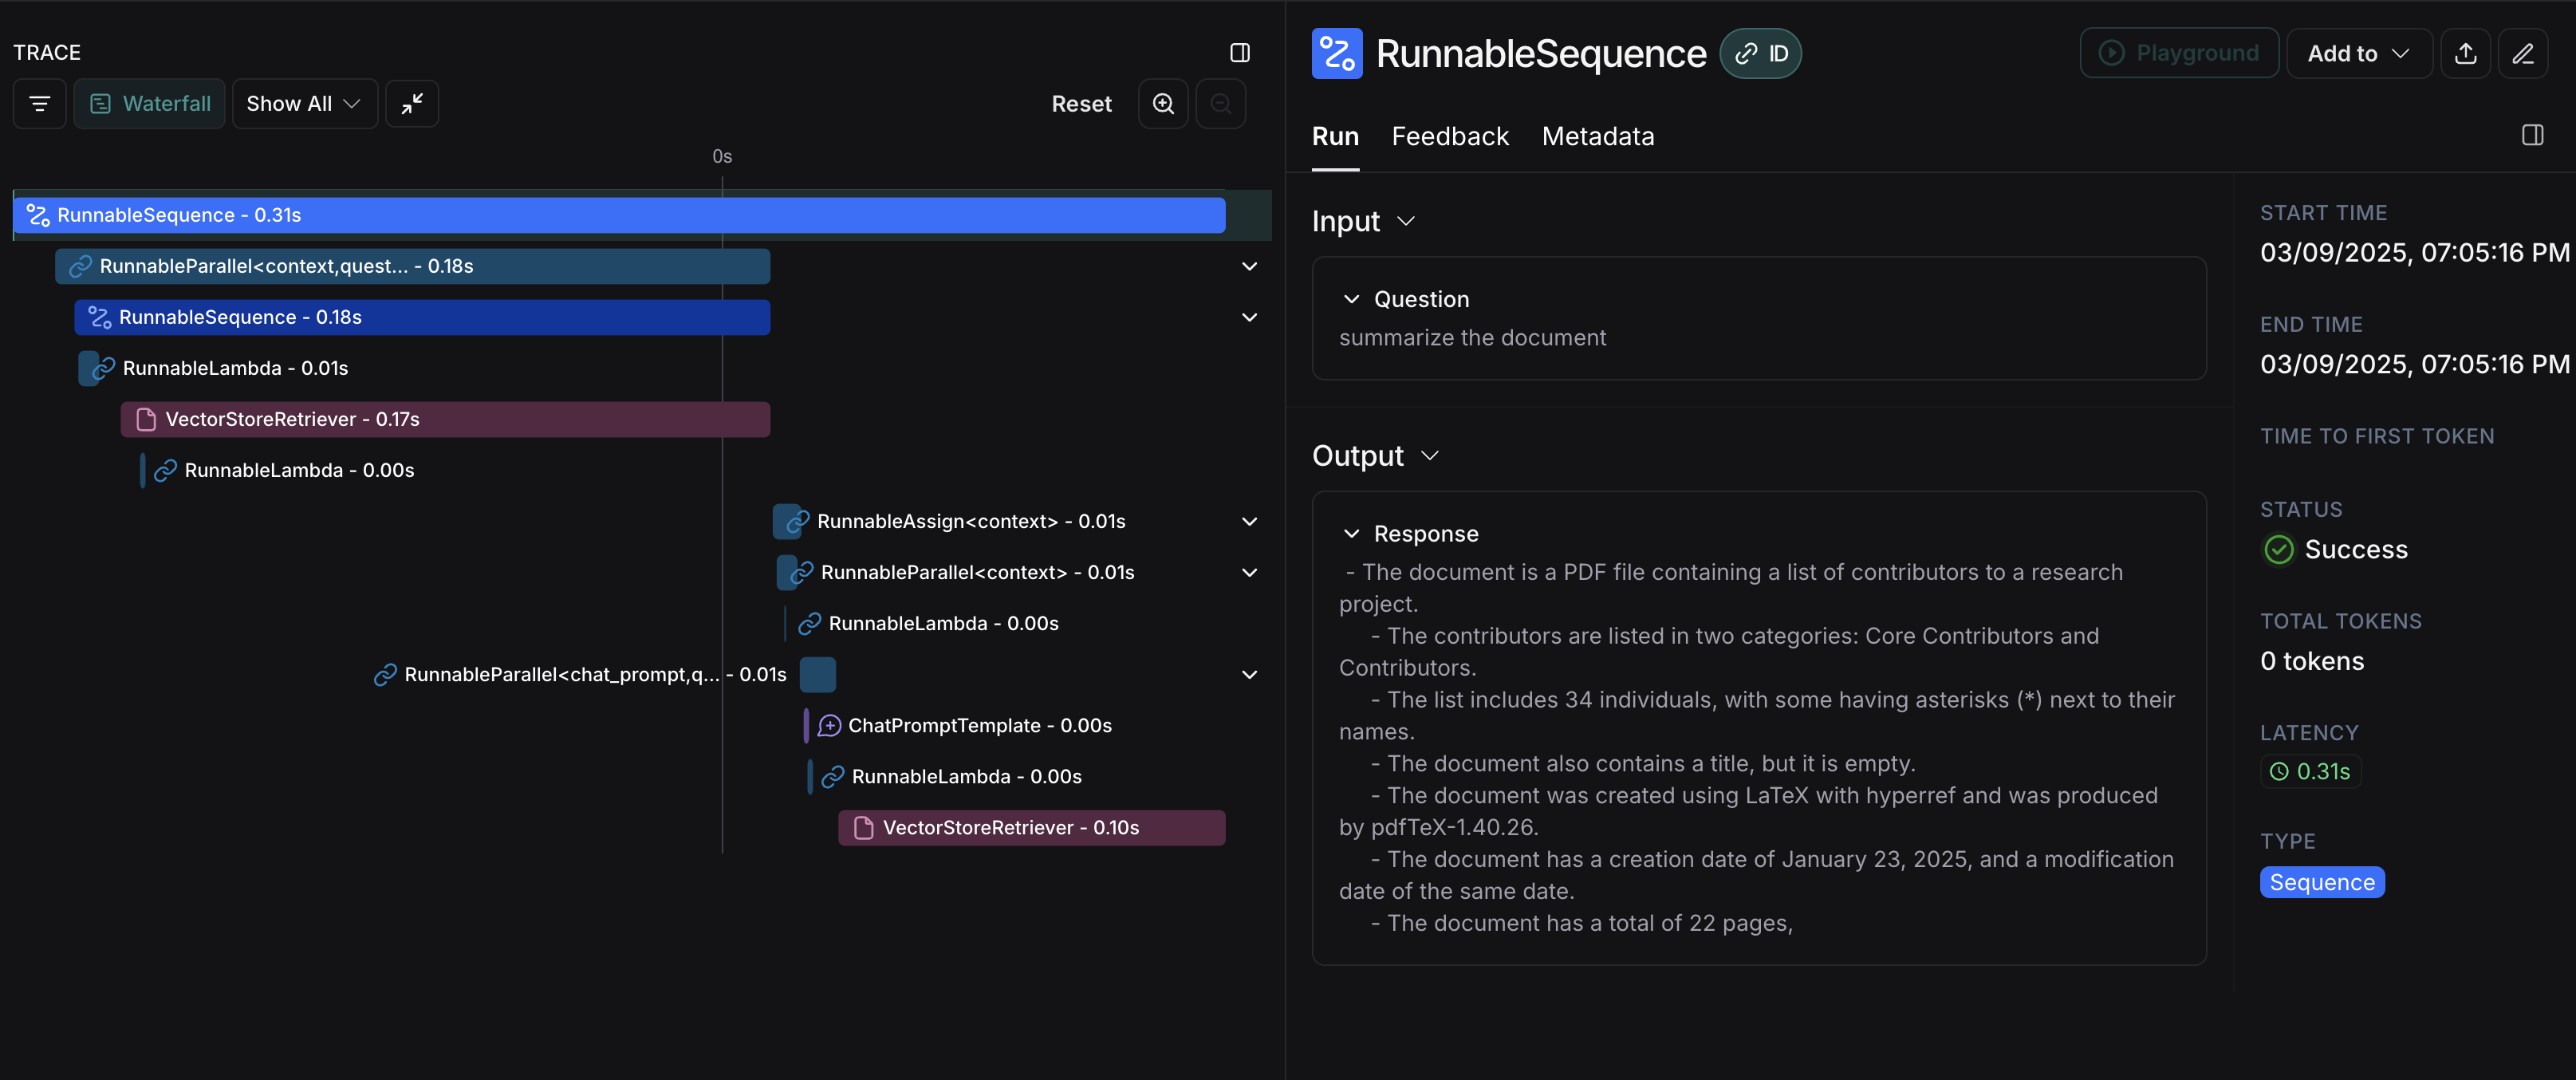 TRACE
Waterfall
Show All
Reset
0s
RunnableSequence - 0.31s
RunnableParallel<context,quest... - 0.18s
RunnableSequence - 0.18s
RunnableLambda - 0.01s
VectorStoreRetriever - 0.17s
RunnableLambda - 0.00s
RunnableAssign<context> - 0.01s
RunnableParallel<context> - 0.01s
RunnableLambda - 0.00s
RunnableParallel<chat_prompt,q... - 0.01s
ChatPromptTemplate - 0.00s
RunnableLambda - 0.00s
VectorStoreRetriever - 0.10s
RunnableSequence
ID
Playground
Add to
Run
Feedback
Metadata
Input
Question
summarize the document
Output
Response
- The document is a PDF file containing a list of contributors to a research
project.
- The contributors are listed in two categories: Core Contributors and
Contributors.
- The list includes 34 individuals, with some having asterisks (*) next to their
names.
- The document also contains a title, but it is empty.
- The document was created using LaTeX with hyperref and was produced
by pdfTeX-1.40.26.
- The document has a creation date of January 23, 2025, and a modification
date of the same date.
- The document has a total of 22 pages,
START TIME
03/09/2025, 07:05:16 PM
END TIME
03/09/2025, 07:05:16 PM
TIME TO FIRST TOKEN
STATUS
Success
TOTAL TOKENS
0 tokens
LATENCY
0.31s
TYPE
Sequence